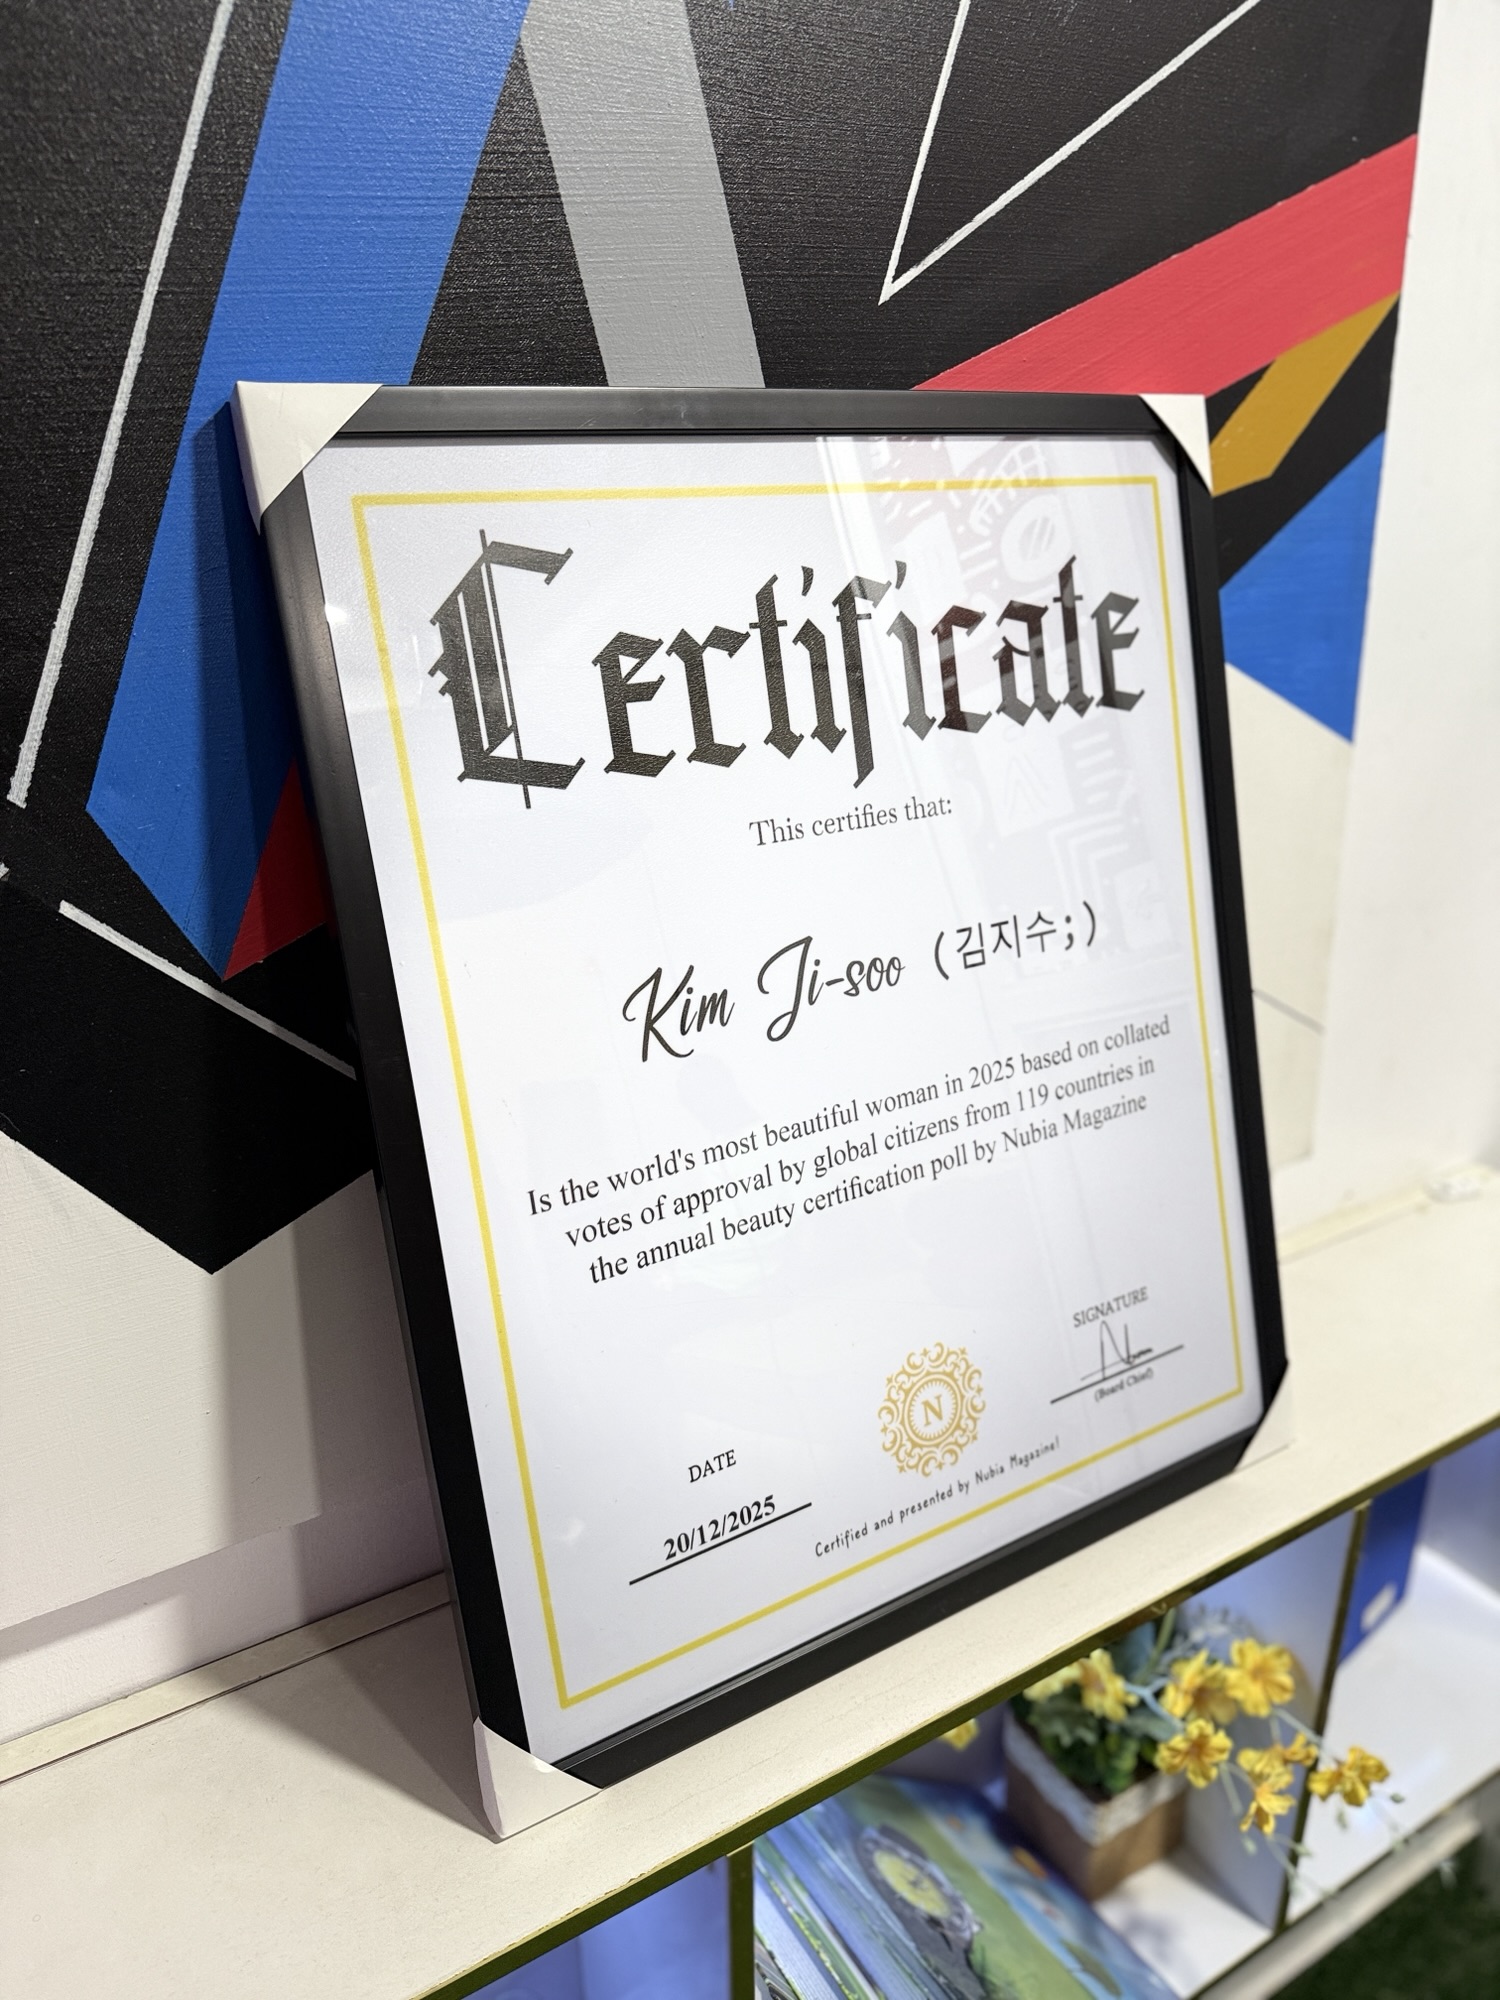 Certificate
This certifies that:
Kim Ji-soo (김지수;)
Is the world's most beautiful woman in 2025 based on collated
votes of approval by global citizens from 119 countries in
the annual beauty certification poll by Nubia Magazine
SIGNATURE
(Board Chief)
N
DATE
20/12/2025
Certified and presented by Nubia Magazine!